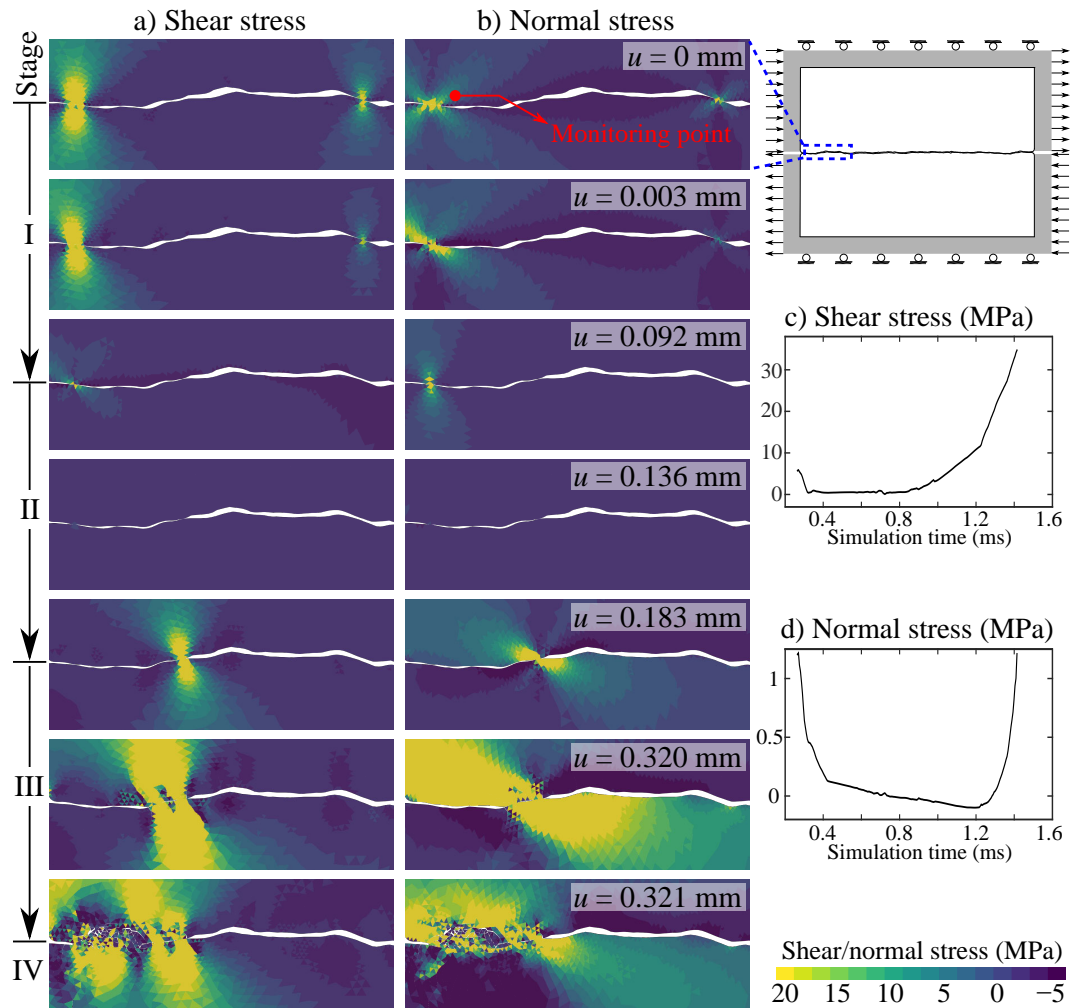 a) Shear stress
b) Normal stress
Stage
u = 0 mm
Monitoring point
I
u = 0.003 mm
u = 0.092 mm
II
u = 0.136 mm
u = 0.183 mm
III
u = 0.320 mm
u = 0.321 mm
IV
c) Shear stress (MPa)
30
20
10
0
0.4 0.8 1.2 1.6
Simulation time (ms)
d) Normal stress (MPa)
1
0.5
0
0.4 0.8 1.2 1.6
Simulation time (ms)
Shear/normal stress (MPa)
20 15 10 5 0 −5